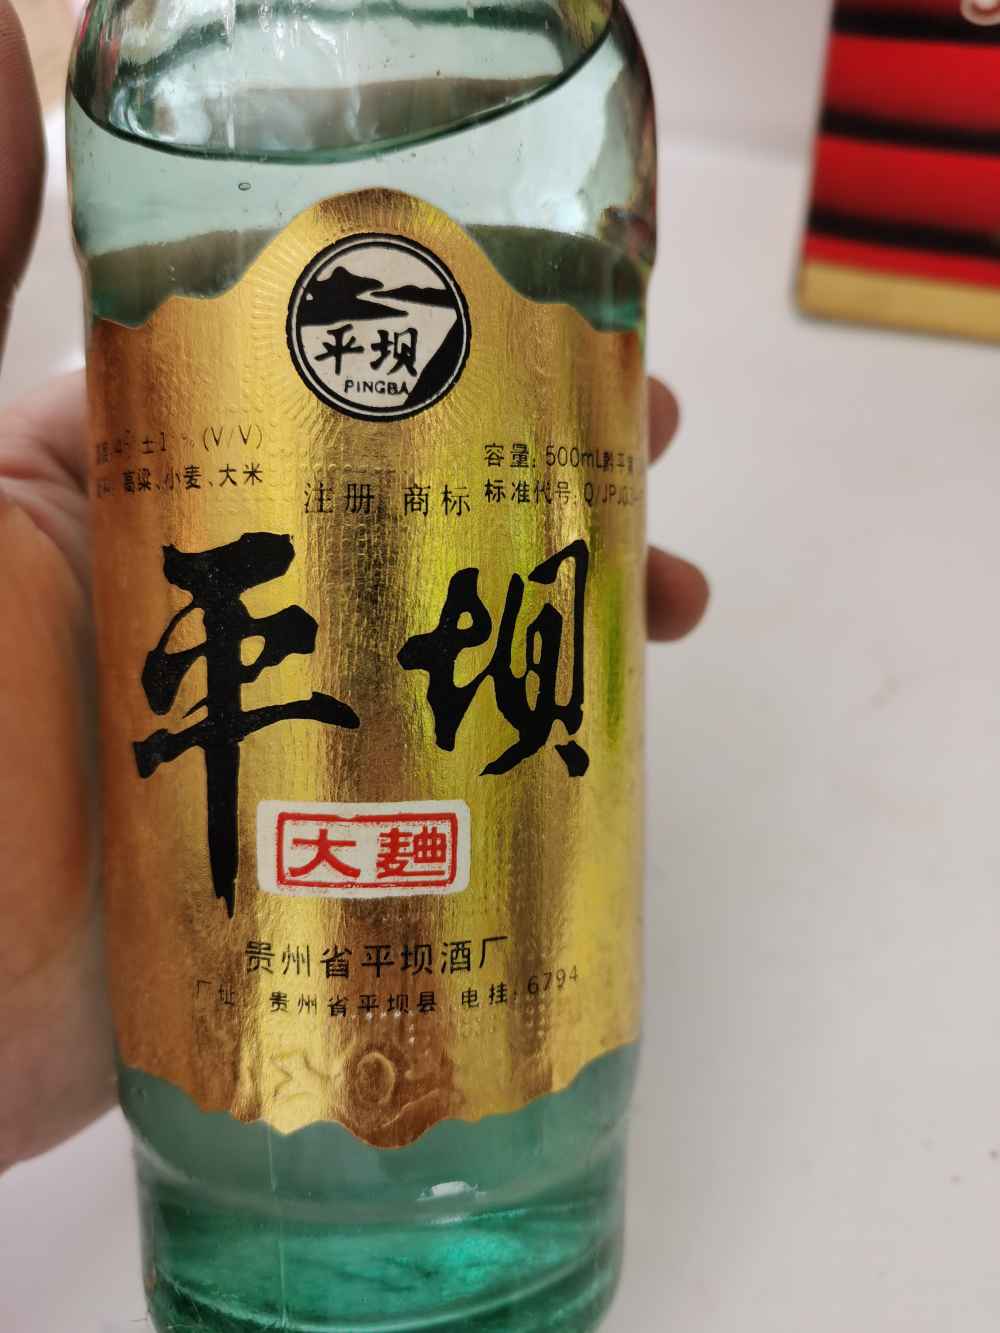 平坝
PINGBA
(V/V)
高粱、小麦、大米
容量:500mL
标准代号:Q/JPJ
注册 商标
平坝
大麯
贵州省平坝酒厂
厂址 贵州省平坝县 电挂:6794